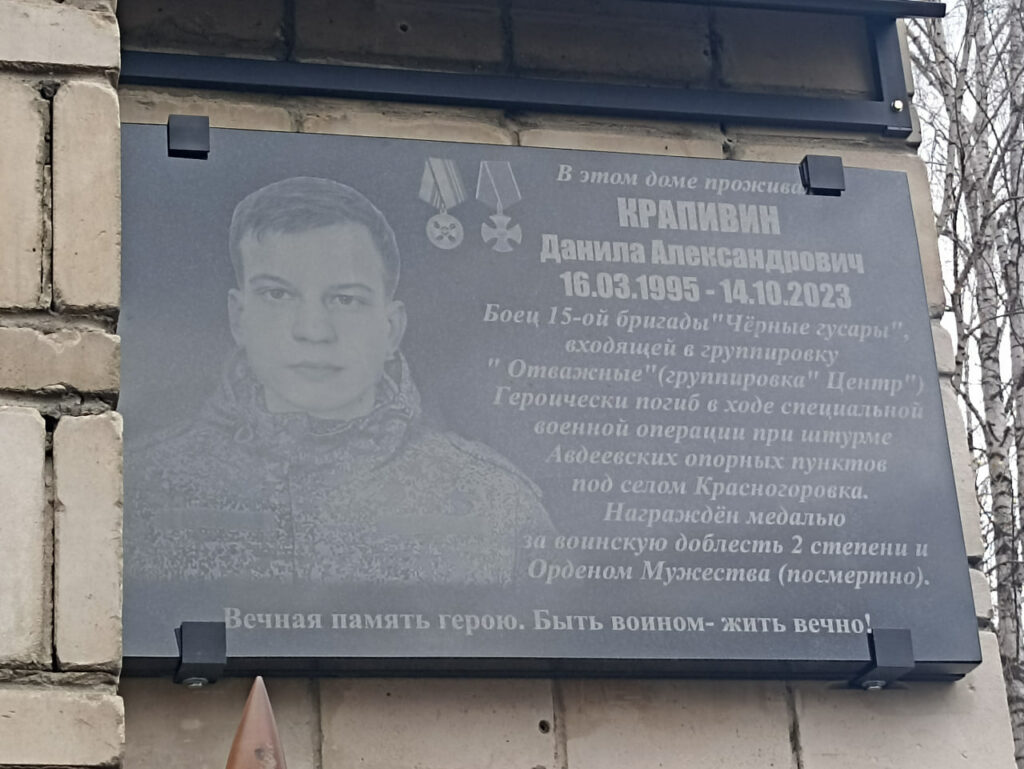 В этом доме проживал
КРАПИВИН
Данила Александрович
16.03.1995 - 14.10.2023
Боец 15-ой бригады"Чёрные гусары",
входящей в группировку
" Отважные"(группировка" Центр")
Героически погиб в ходе специальной
военной операции при штурме
Авдеевских опорных пунктов
под селом Красногоровка.
Награждён медалью
за воинскую доблесть 2 степени и
Орденом Мужества (посмертно).
Вечная память герою. Быть воином- жить вечно!